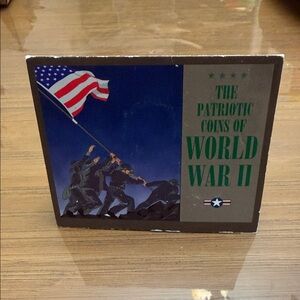 THE
PATRIOTIC
COINS OF
WORLD
WAR II